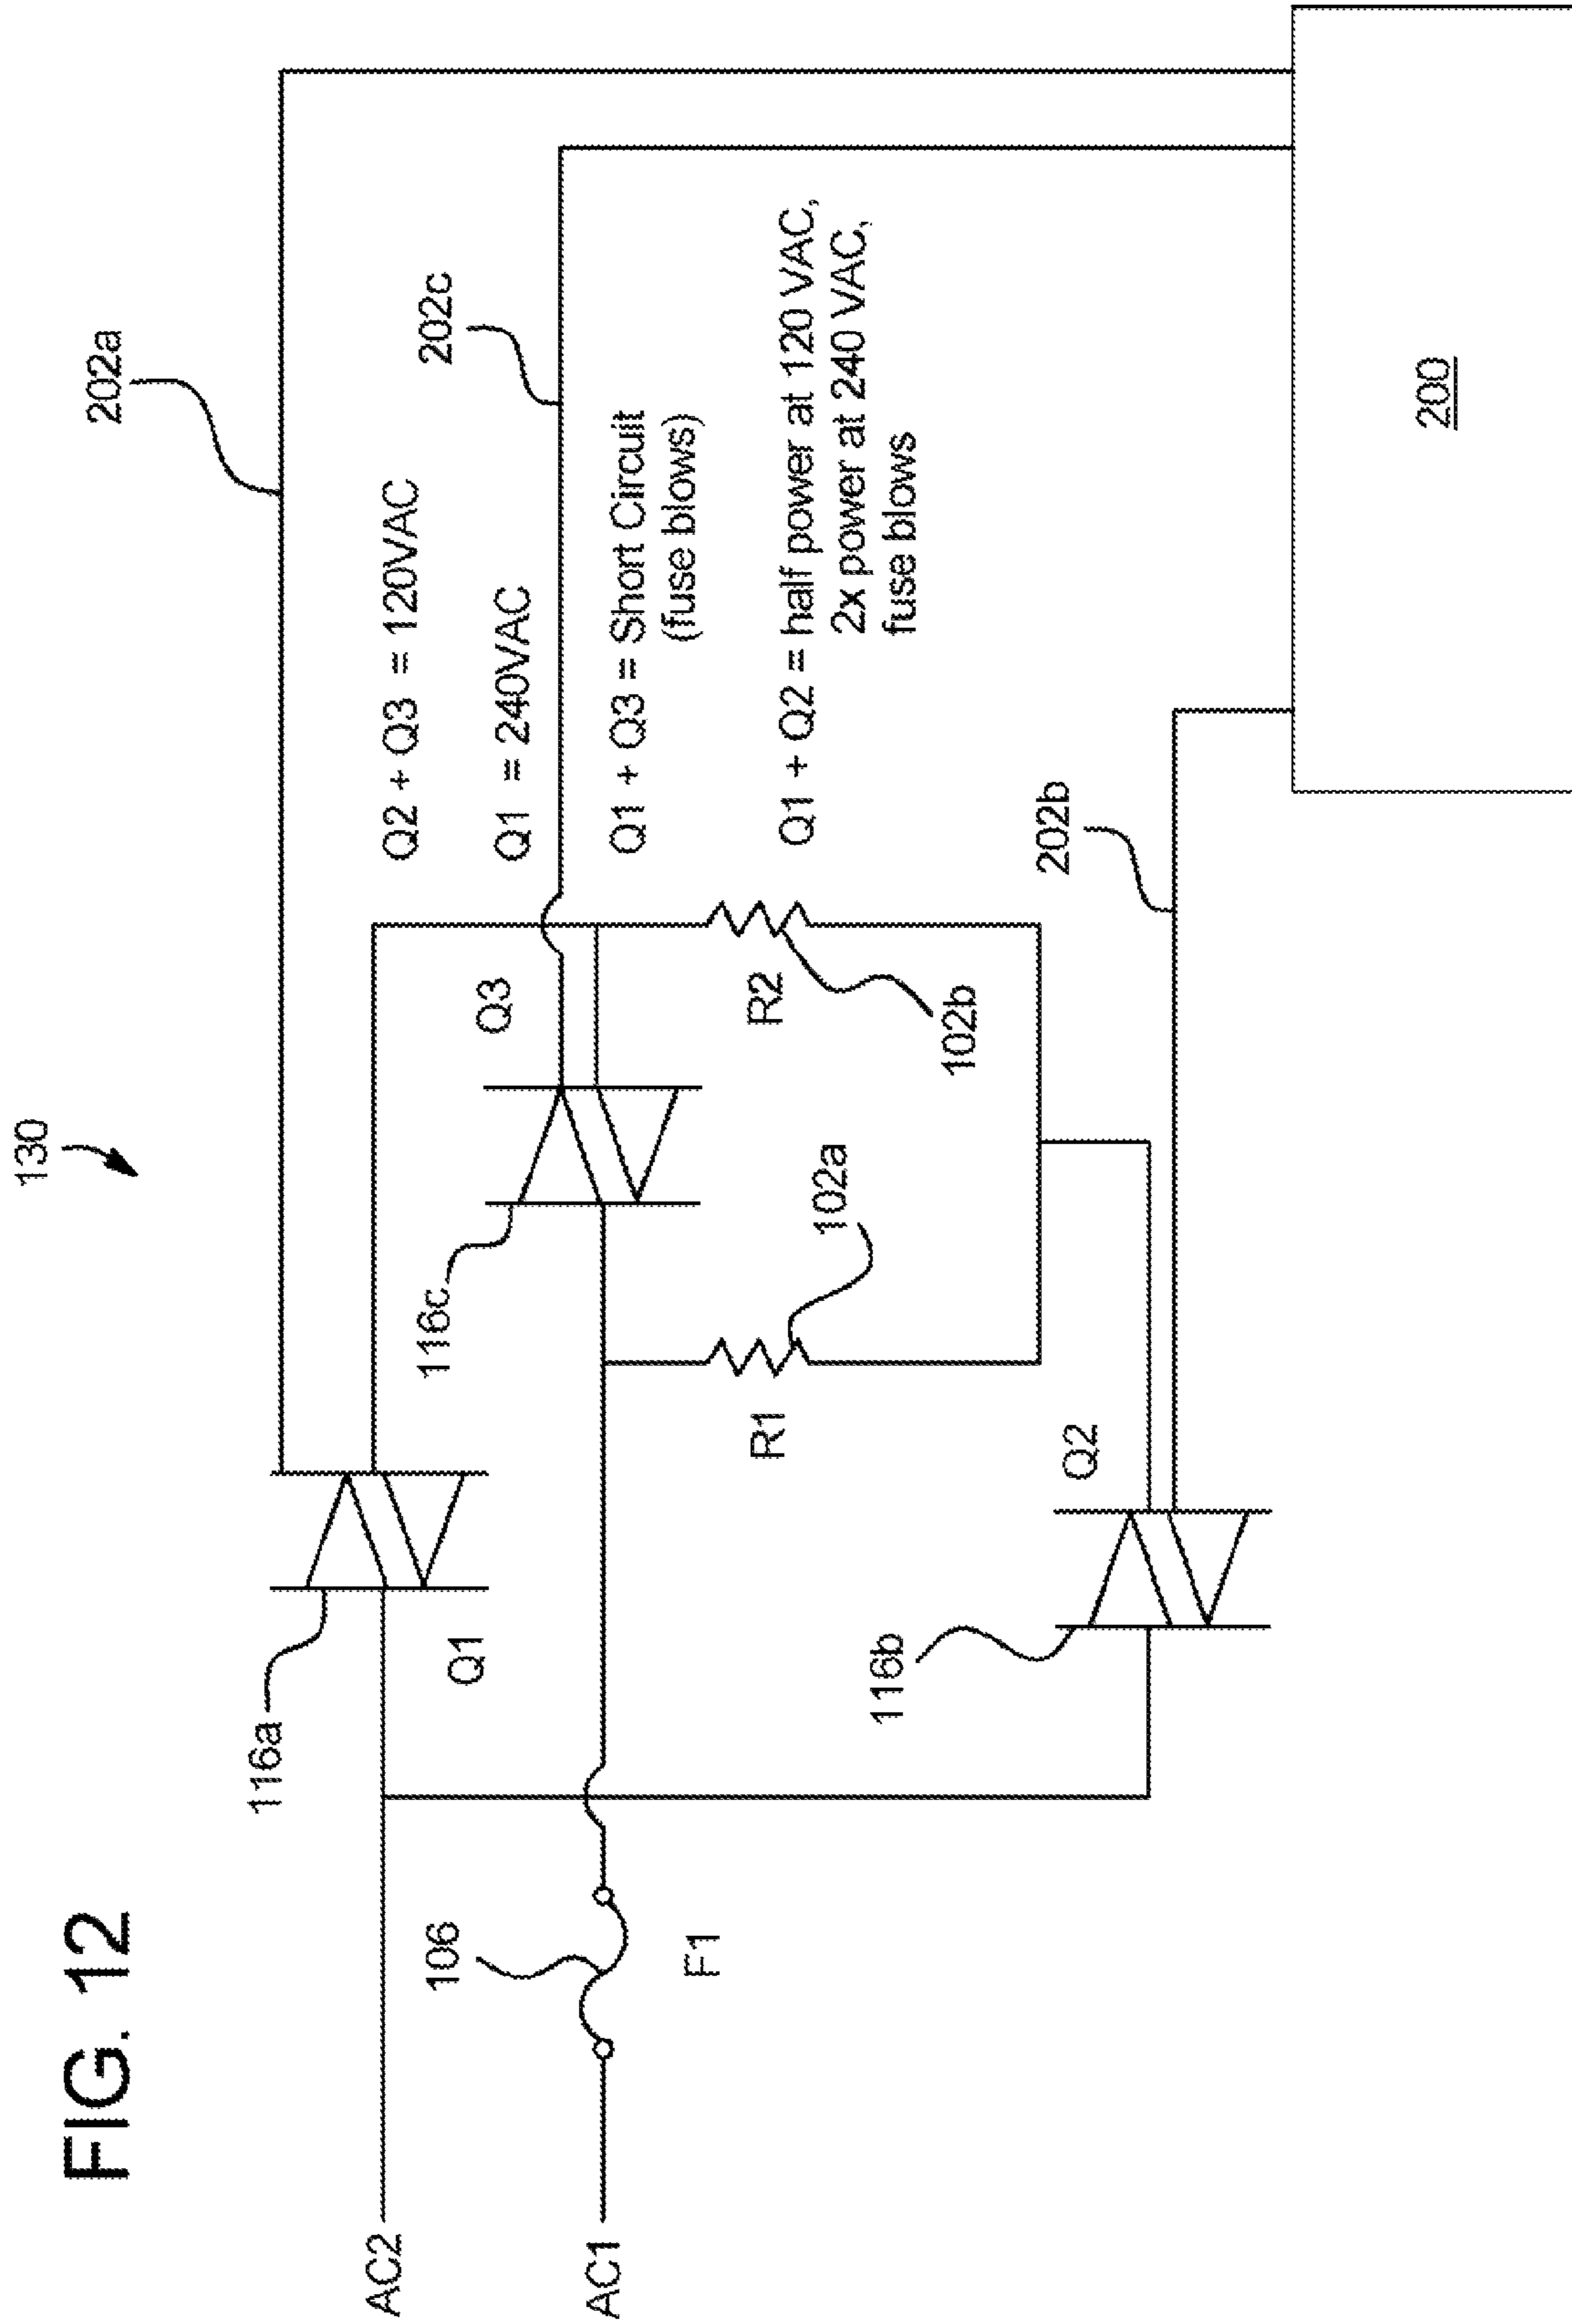 FIG. 12
130
202a
202c
Q2 + Q3 = 120VAC
Q1 = 240VAC
Q1 + Q3 = Short Circuit
(fuse blows)
Q1 + Q2 = half power at 120 VAC,
2x power at 240 VAC,
fuse blows
116a
Q1
116c
Q3
AC2
106
F1
AC1
R1
102a
R2
102b
Q2
116b
202b
200